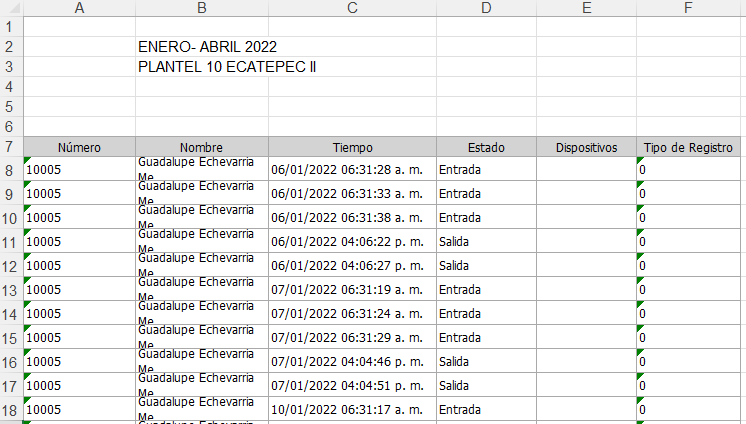 A B C D E F
1
2 ENERO- ABRIL 2022
3 PLANTEL 10 ECATEPEC II
4
5
6
7 Número Nombre Tiempo Estado Dispositivos Tipo de Registro
8 10005 Guadalupe Echevarria Me 06/01/2022 06:31:28 a. m. Entrada 0
9 10005 Guadalupe Echevarria Me 06/01/2022 06:31:33 a. m. Entrada 0
10 10005 Guadalupe Echevarria Me 06/01/2022 06:31:38 a. m. Entrada 0
11 10005 Guadalupe Echevarria Me 06/01/2022 04:06:22 p. m. Salida 0
12 10005 Guadalupe Echevarria Me 06/01/2022 04:06:27 p. m. Salida 0
13 10005 Guadalupe Echevarria Me 07/01/2022 06:31:19 a. m. Entrada 0
14 10005 Guadalupe Echevarria Me 07/01/2022 06:31:24 a. m. Entrada 0
15 10005 Guadalupe Echevarria Me 07/01/2022 06:31:29 a. m. Entrada 0
16 10005 Guadalupe Echevarria Me 07/01/2022 04:04:46 p. m. Salida 0
17 10005 Guadalupe Echevarria Me 07/01/2022 04:04:51 p. m. Salida 0
18 10005 Guadalupe Echevarria Me 10/01/2022 06:31:17 a. m. Entrada 0